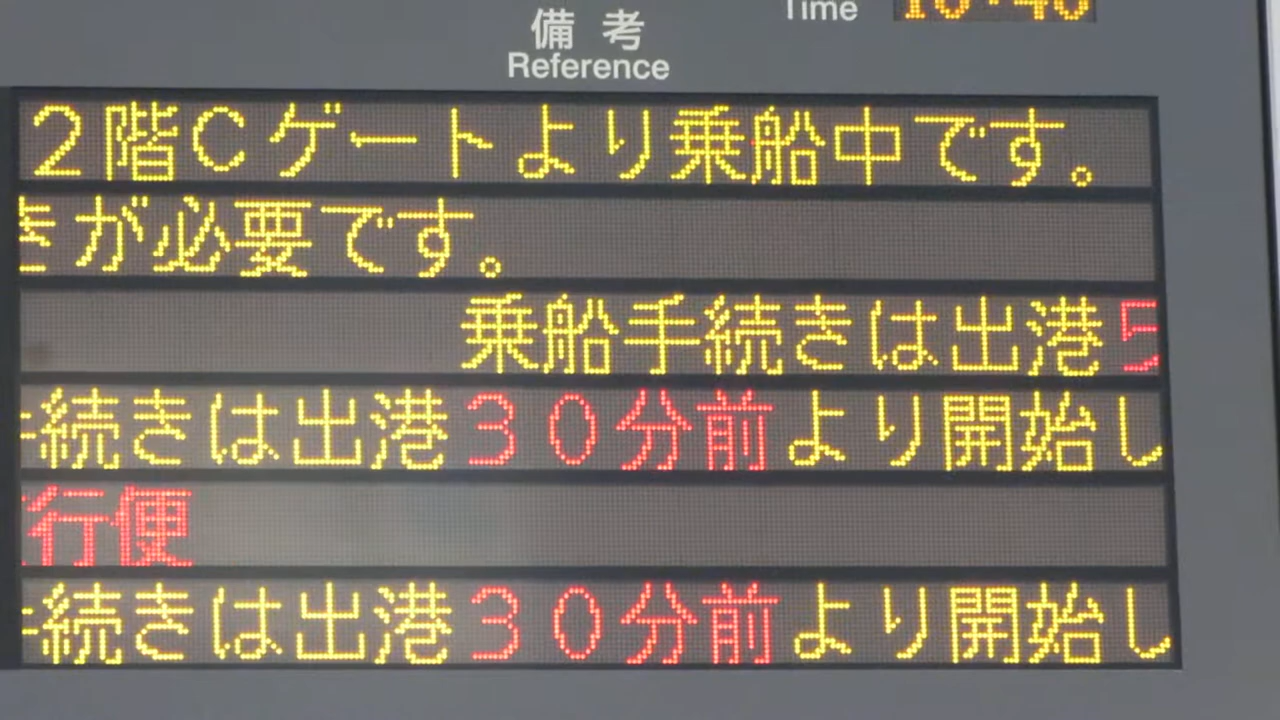 Time
備考
Reference
2階Cゲートより乗船中です。
きが必要です。
乗船手続きは出港5
続きは出港30分前より開始し
行便
続きは出港30分前より開始し